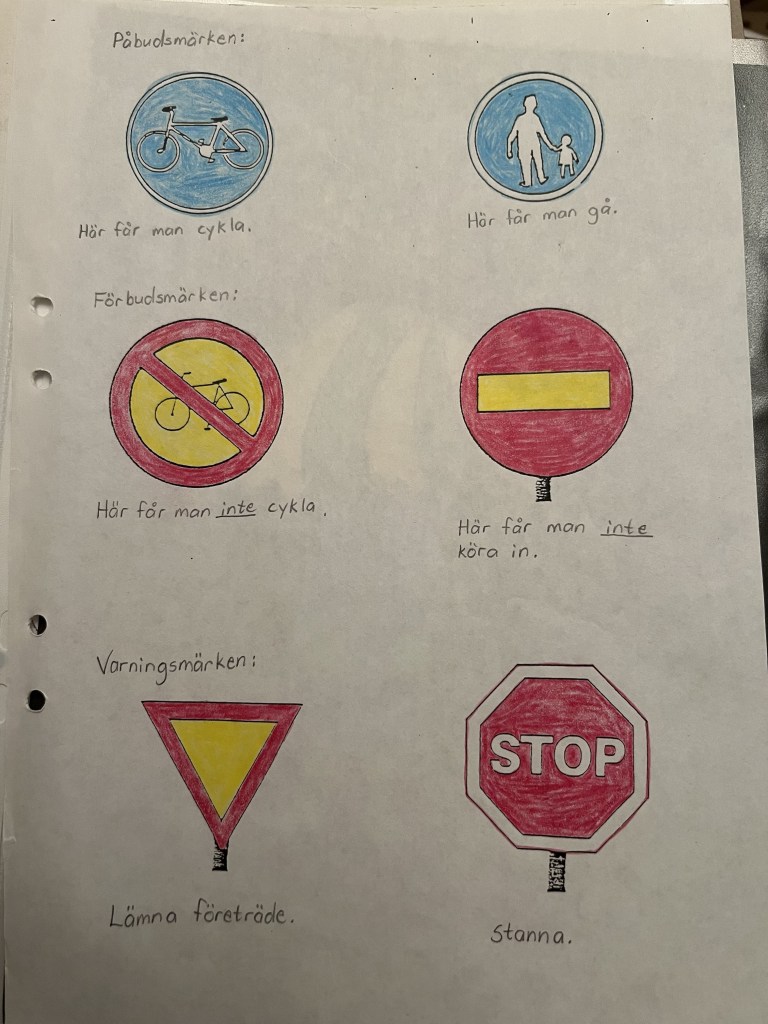 Påbudsmärken:
Här får man cykla.
Här får man gå.
Förbudsmärken:
Här får man inte cykla.
Här får man inte
köra in.
Varningsmärken:
STOP
Lämna företräde.
Stanna.